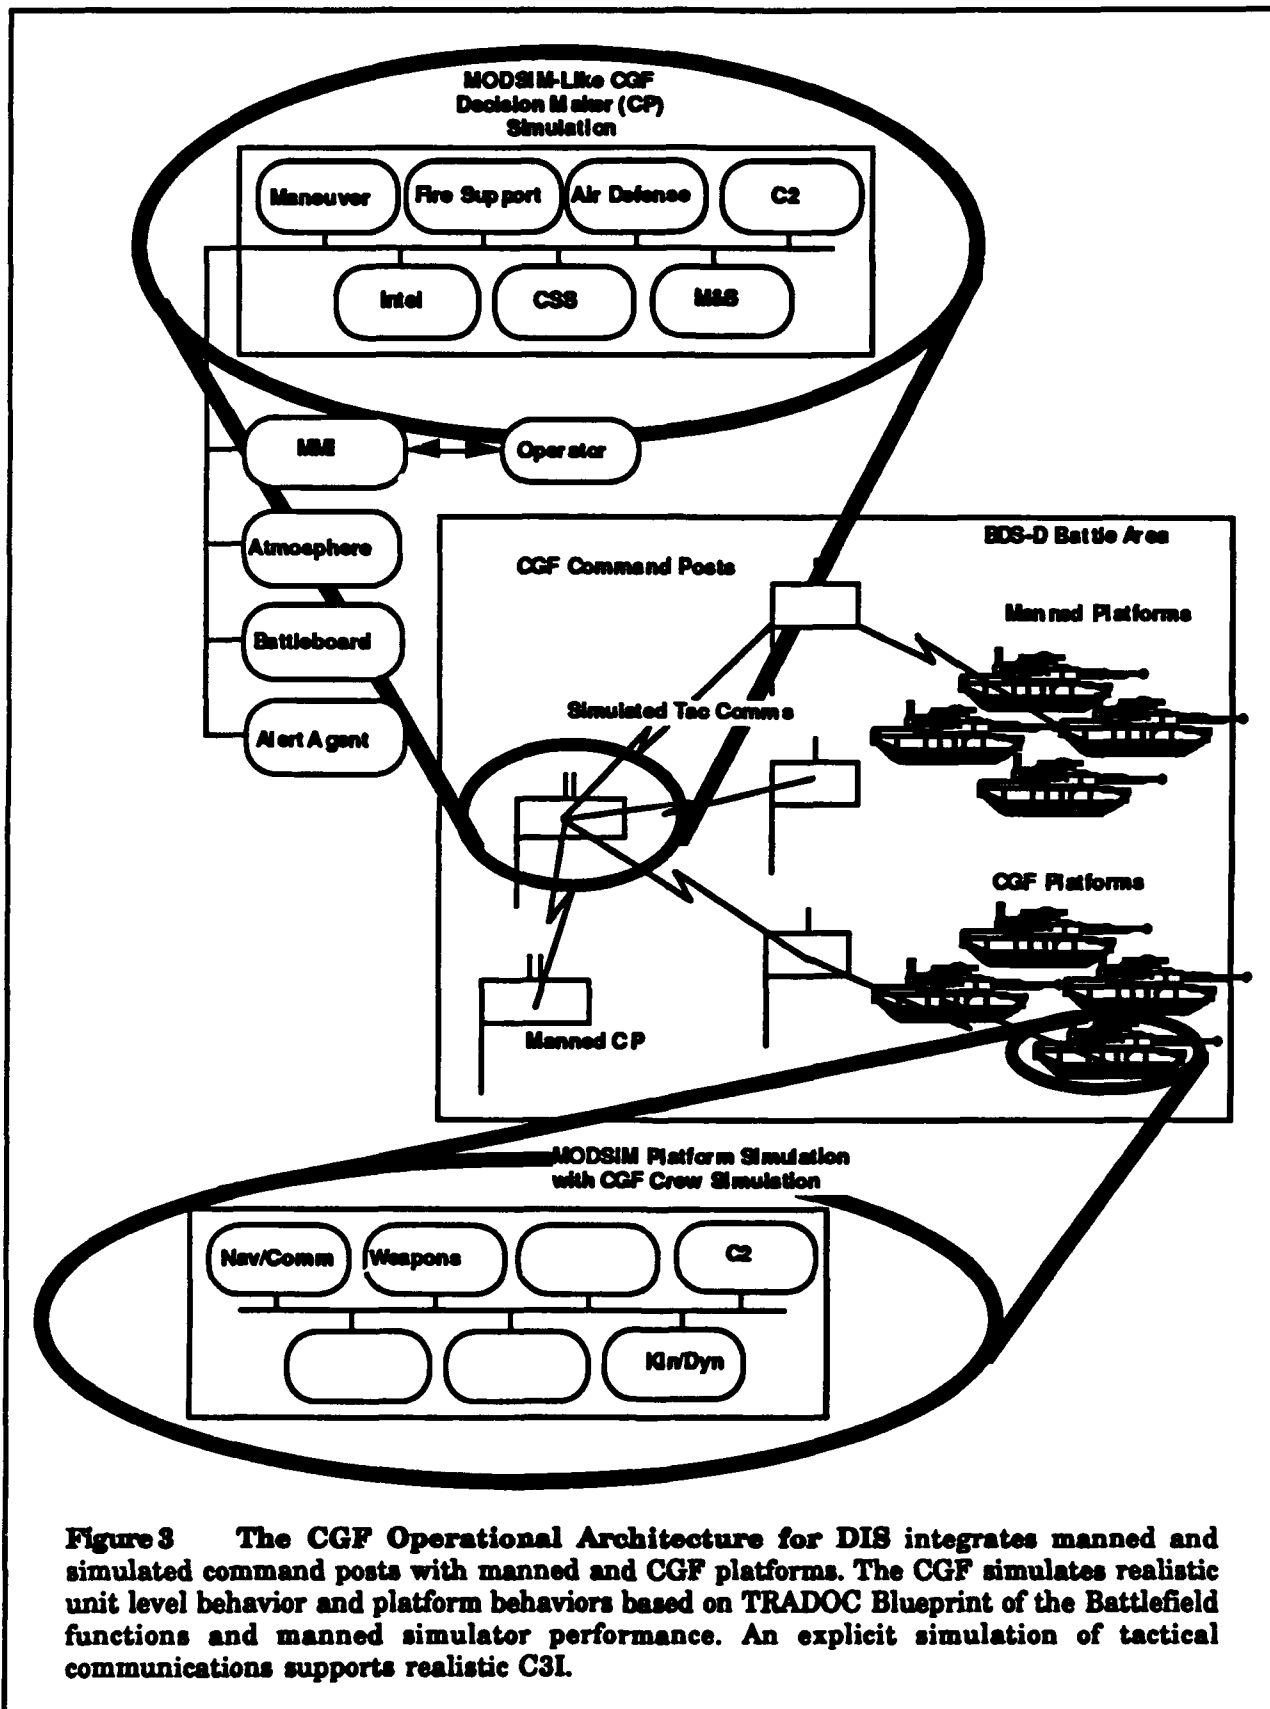 MODSIM-Like CGF
Decision Maker (CP)
Simulation
Maneuver
Fire Support
Air Defense
C2
Intel
CSS
M&S
MMI
Operator
Atmosphere
Battleboard
Alert Agent
BDS-D Battle Area
CGF Command Posts
Manned Platforms
Simulated Tac Comms
CGF Platforms
Manned CP
MODSIM Platform Simulation
with CGF Crew Simulation
Nav/Comm
Weapons
C2
Kin/Dyn
Figure 3 The CGF Operational Architecture for DIS integrates manned and
simulated command posts with manned and CGF platforms. The CGF simulates realistic
unit level behavior and platform behaviors based on TRADOC Blueprint of the Battlefield
functions and manned simulator performance. An explicit simulation of tactical
communications supports realistic C3I.